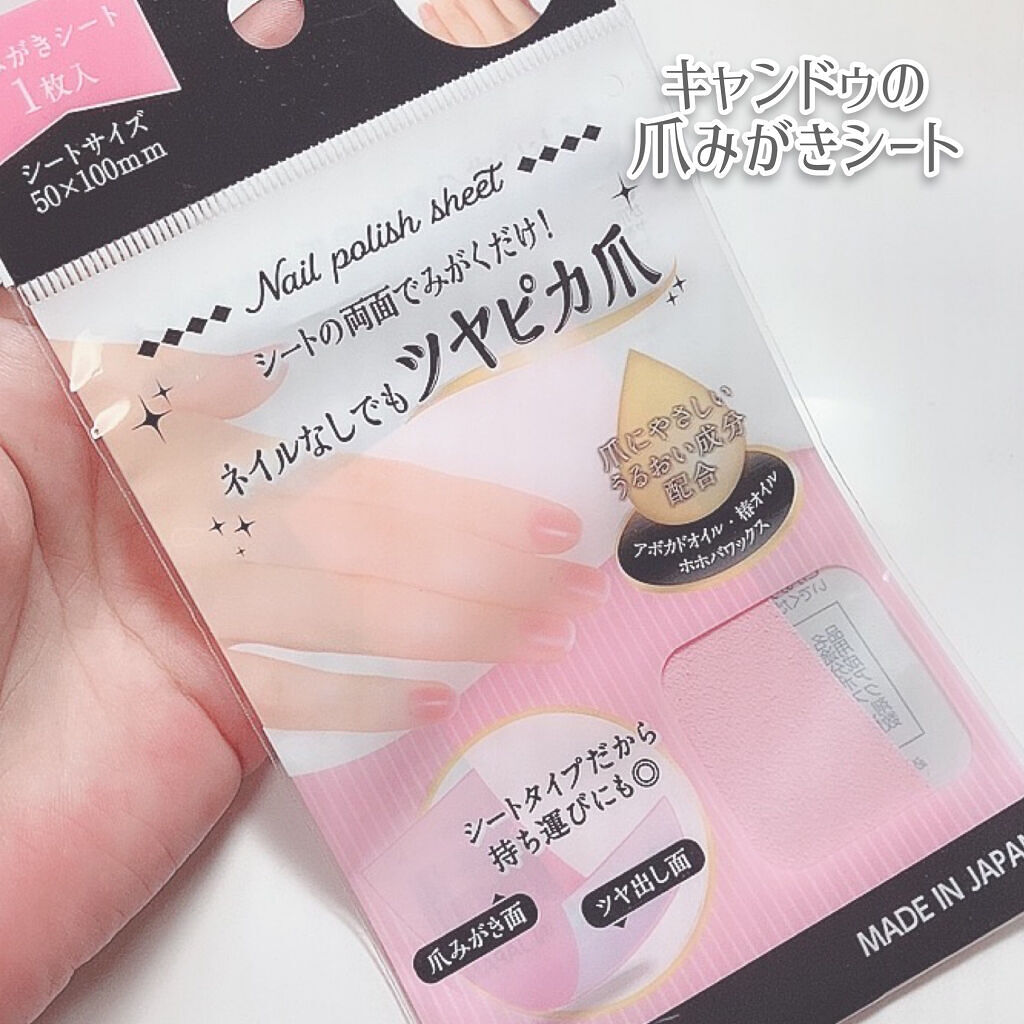 キャンドゥの
爪みがきシート
みがきシート
1枚入
シートサイズ
50×100mm
Nail polish sheet
シートの両面でみがくだけ!
ネイルなしでもツヤピカ爪
爪にやさしい
うるおい成分
配合
アボカドオイル・椿オイル
ホホバワックス
シートタイプだから
持ち運びにも◎
爪みがき面
ツヤ出し面
MADE IN JAPAN